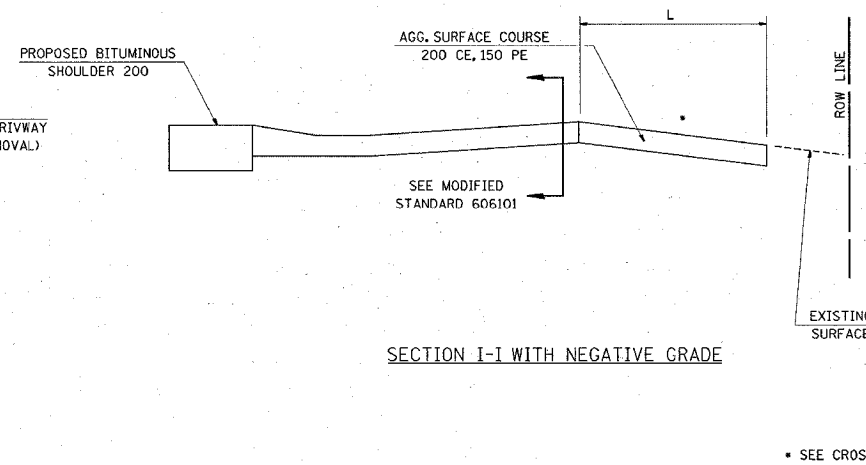 L
AGG. SURFACE COURSE
200 CE, 150 PE
PROPOSED BITUMINOUS
SHOULDER 200
ROW LINE
RIVWAY
OVAL)
*
SEE MODIFIED
STANDARD 606101
EXISTING
SURFACE
SECTION I-I WITH NEGATIVE GRADE
* SEE CROS